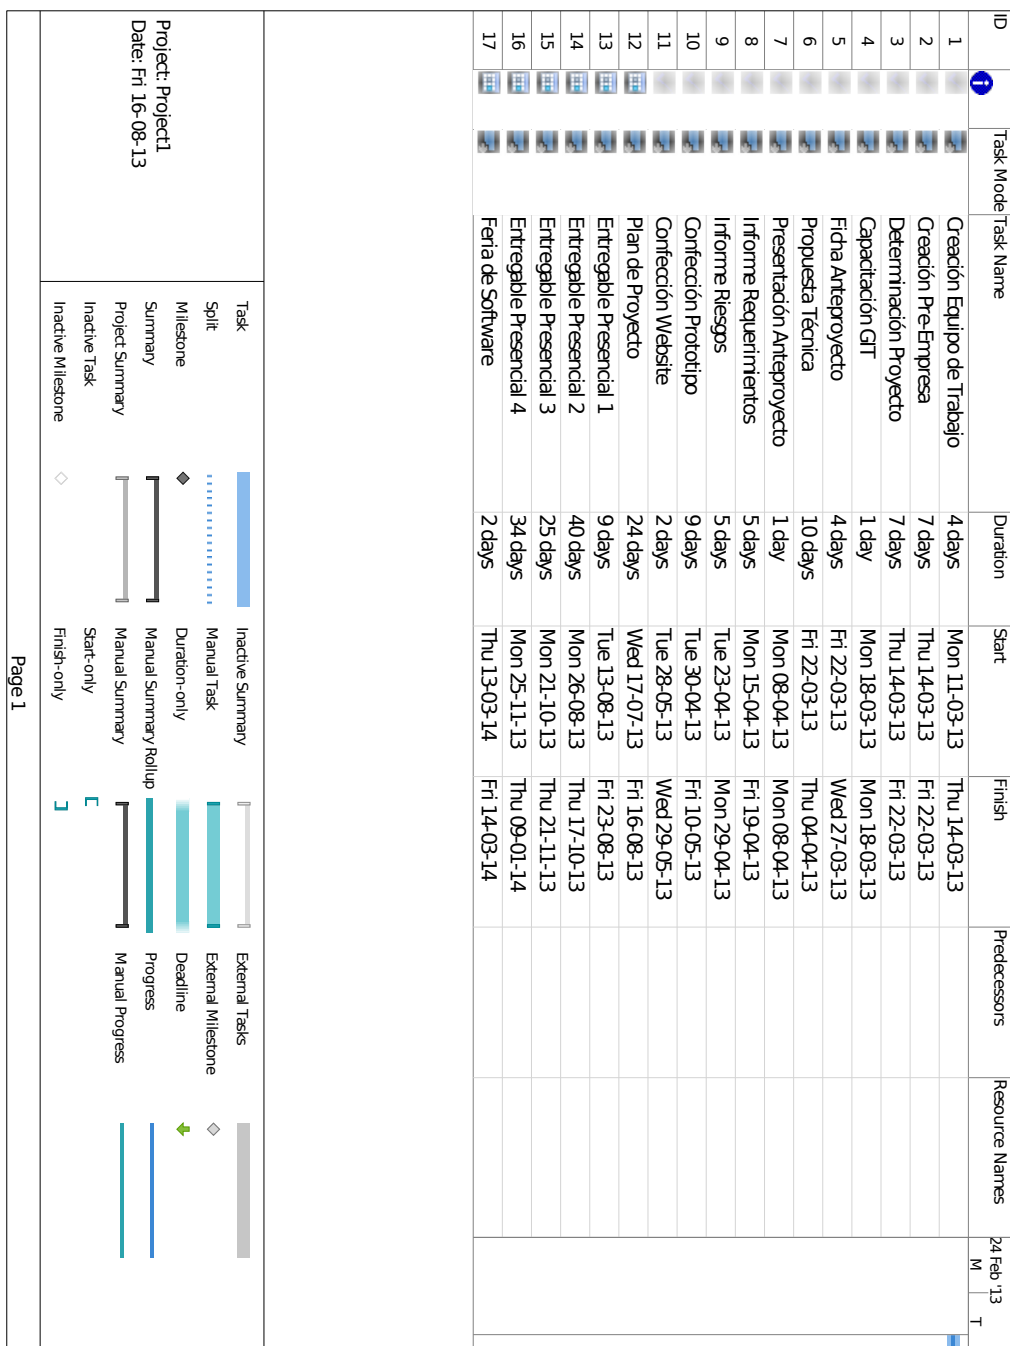 ID Task Mode Task Name Duration Start Finish Predecessors Resource Names 24 Feb '13
M T
1 Creación Equipo de Trabajo 4 days Mon 11-03-13 Thu 14-03-13
2 Creación Pre-Empresa 7 days Thu 14-03-13 Fri 22-03-13
3 Determinación Proyecto 7 days Thu 14-03-13 Fri 22-03-13
4 Capacitación GIT 1 day Mon 18-03-13 Mon 18-03-13
5 Ficha Anteproyecto 4 days Fri 22-03-13 Wed 27-03-13
6 Propuesta Técnica 10 days Fri 22-03-13 Thu 04-04-13
7 Presentación Anteproyecto 1 day Mon 08-04-13 Mon 08-04-13
8 Informe Requerimientos 5 days Mon 15-04-13 Fri 19-04-13
9 Informe Riesgos 5 days Tue 23-04-13 Mon 29-04-13
10 Confección Prototipo 9 days Tue 30-04-13 Fri 10-05-13
11 Confección Website 2 days Tue 28-05-13 Wed 29-05-13
12 Plan de Proyecto 24 days Wed 17-07-13 Fri 16-08-13
13 Entregable Presencial 1 9 days Tue 13-08-13 Fri 23-08-13
14 Entregable Presencial 2 40 days Mon 26-08-13 Thu 17-10-13
15 Entregable Presencial 3 25 days Mon 21-10-13 Thu 21-11-13
16 Entregable Presencial 4 34 days Mon 25-11-13 Thu 09-01-14
17 Feria de Software 2 days Thu 13-03-14 Fri 14-03-14
Project: Project1
Date: Fri 16-08-13
Task Inactive Summary External Tasks
Split Manual Task External Milestone
Milestone Duration-only Deadline
Summary Manual Summary Rollup Progress
Project Summary Manual Summary Manual Progress
Inactive Task Start-only
Inactive Milestone Finish-only
Page 1